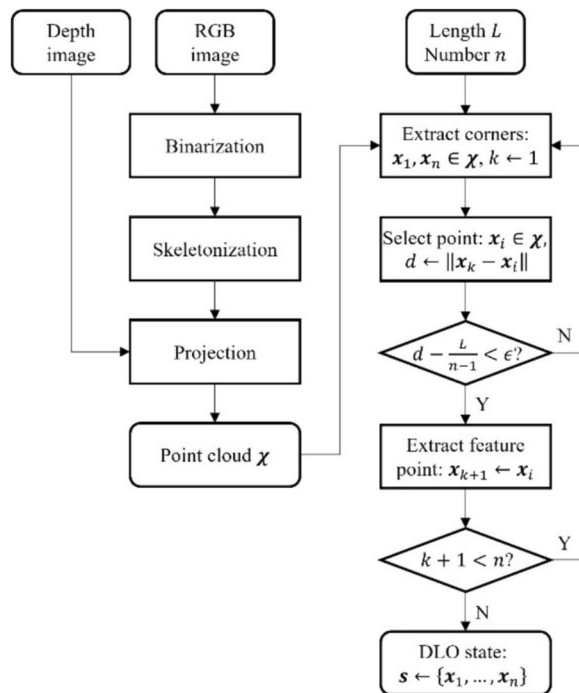 Depth
image
RGB
image
Binarization
Skeletonization
Projection
Point cloud 𝝌
Length 𝐿
Number 𝑛
Extract corners:
𝒙₁, 𝒙ₙ ∈ 𝝌, 𝑘 ← 1
Select point: 𝒙ᵢ ∈ 𝝌,
𝑑 ← ‖𝒙ₖ − 𝒙ᵢ‖
𝑑 − 𝐿/(𝑛−1) < 𝜖?
N
Y
Extract feature
point: 𝒙ₖ₊₁ ← 𝒙ᵢ
𝑘 + 1 < 𝑛?
Y
N
DLO state:
𝒔 ← {𝒙₁, …, 𝒙ₙ}